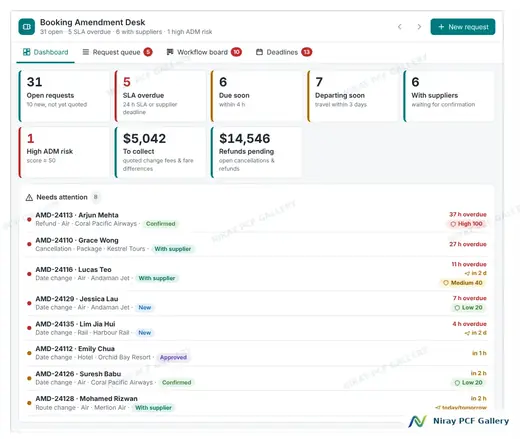 Booking Amendment Desk
31 open · 5 SLA overdue · 6 with suppliers · 1 high ADM risk
+ New request
Dashboard
Request queue 5
Workflow board 10
Deadlines 13
31
Open requests
10 new, not yet quoted
5
SLA overdue
24 h SLA or supplier
deadline
6
Due soon
within 4 h
7
Departing soon
travel within 3 days
6
With suppliers
waiting for confirmation
1
High ADM risk
score ≥ 50
$5,042
To collect
quoted change fees & fare
differences
$14,546
Refunds pending
open cancellations &
refunds
Needs attention 8
AMD-24113 · Arjun Mehta
37 h overdue
Refund · Air · Coral Pacific Airways · Confirmed
High 100
AMD-24110 · Grace Wong
27 h overdue
Cancellation · Package · Kestrel Tours · With supplier
AMD-24116 · Lucas Teo
11 h overdue
Date change · Air · Andaman Jet · With supplier
in 2 d
Medium 40
AMD-24129 · Jessica Lau
7 h overdue
Date change · Air · Andaman Jet · New
Low 20
AMD-24135 · Lim Jia Hui
4 h overdue
Date change · Rail · Harbour Rail · New
in 2 d
AMD-24112 · Emily Chua
in 1 h
Date change · Hotel · Orchid Bay Resort · Approved
AMD-24126 · Suresh Babu
in 2 h
Date change · Air · Coral Pacific Airways · Confirmed
Low 20
AMD-24128 · Mohamed Rizwan
in 2 h
Route change · Air · Merlion Air · With supplier
today/tomorrow
Niray PCF Gallery